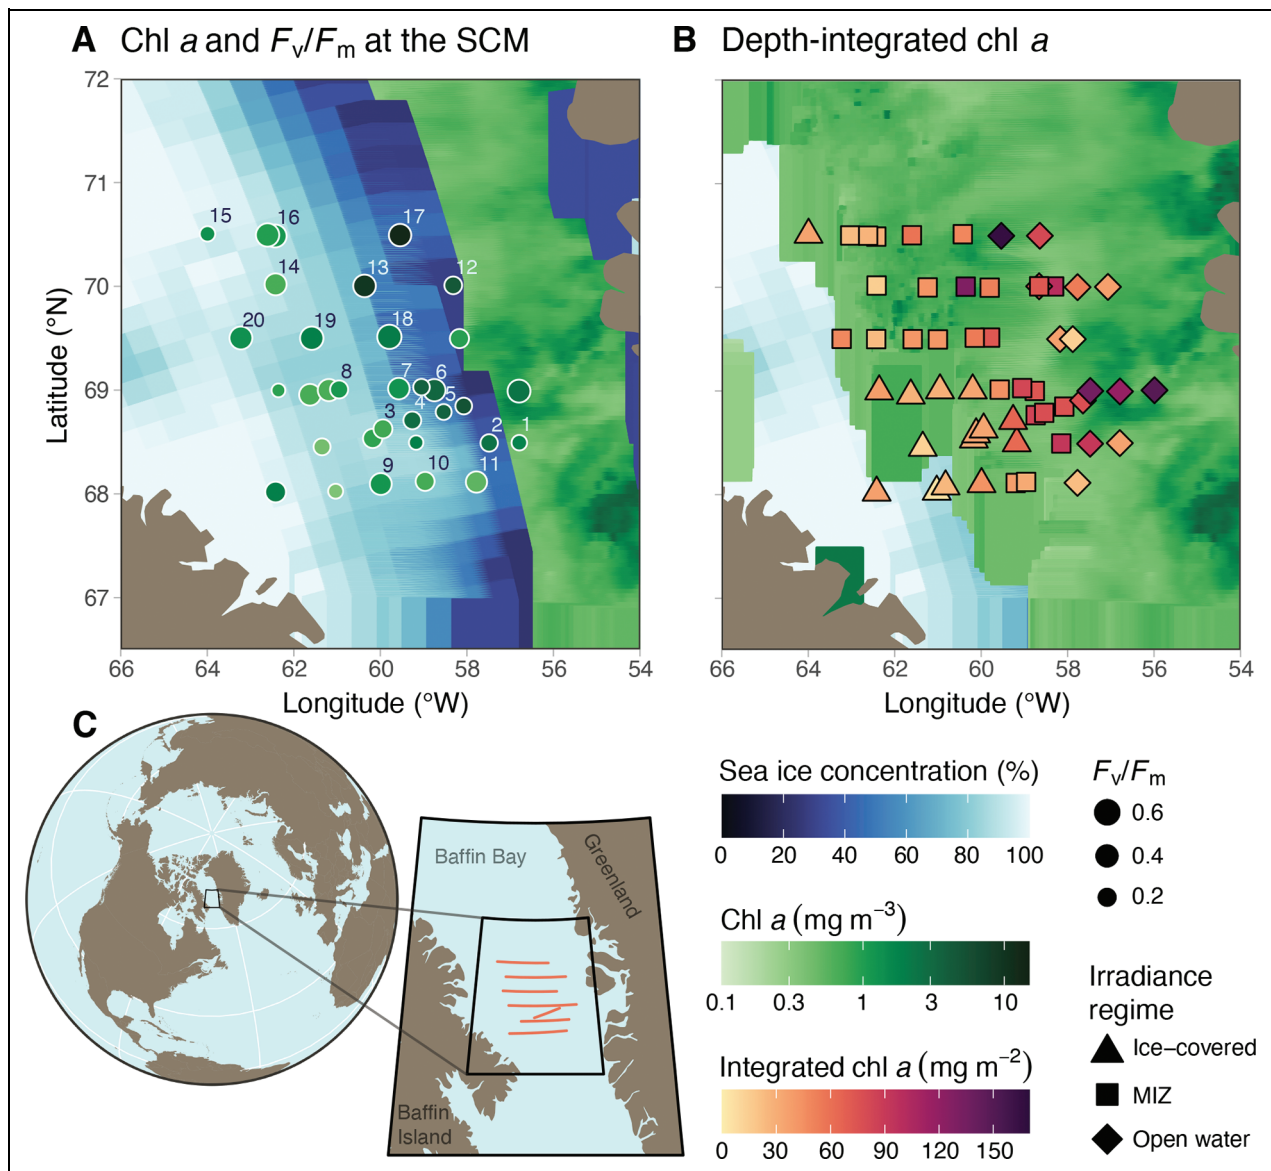 A Chl a and Fv/Fm at the SCM
B Depth-integrated chl a
72
71
70
69
68
67
Latitude (°N)
15
16
17
14
13
12
20
19
18
8
7
6
5
4
3
2
1
9
10
11
66 64 62 60 58 56 54
Longitude (°W)
66 64 62 60 58 56 54
Longitude (°W)
C
Baffin Bay
Greenland
Baffin
Island
Sea ice concentration (%)
0 20 40 60 80 100
Chl a (mg m⁻³)
0.1 0.3 1 3 10
Integrated chl a (mg m⁻²)
0 30 60 90 120 150
Fv/Fm
0.6
0.4
0.2
Irradiance
regime
Ice–covered
MIZ
Open water